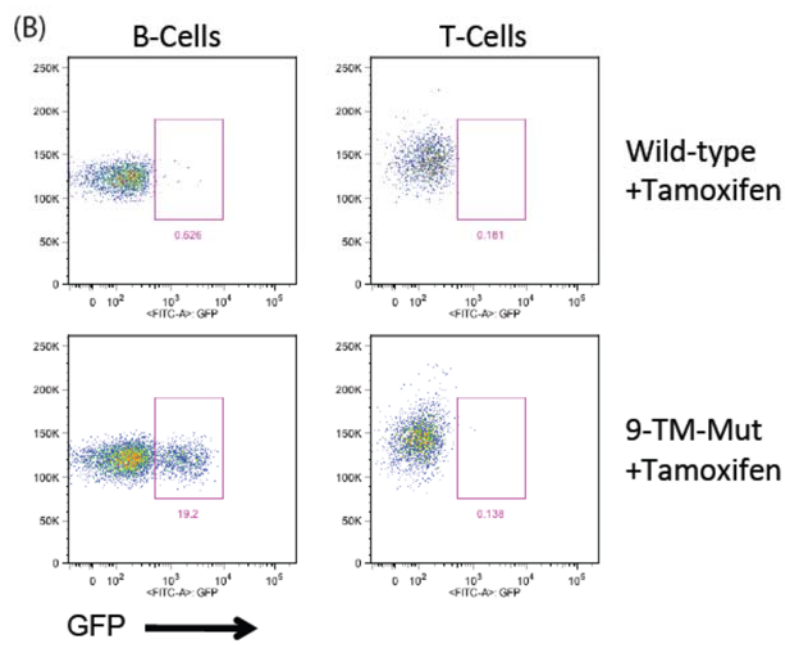 (B)
B-Cells T-Cells
250K 250K
200K 200K
150K 150K
100K 100K
50K 50K
0 0
0.626 0.181
0 10² 10³ 10⁴ 10⁵ 0 10² 10³ 10⁴ 10⁵
<FITC-A>: GFP <FITC-A>: GFP
Wild-type
+Tamoxifen
250K 250K
200K 200K
150K 150K
100K 100K
50K 50K
0 0
19.2 0.138
0 10² 10³ 10⁴ 10⁵ 0 10² 10³ 10⁴ 10⁵
<FITC-A>: GFP <FITC-A>: GFP
9-TM-Mut
+Tamoxifen
GFP